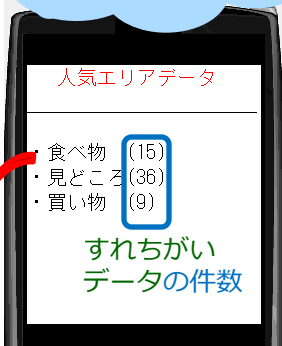 人気エリアデータ
・食べ物 (15)
・見どころ(36)
・買い物 (9)
すれちがい
データの件数